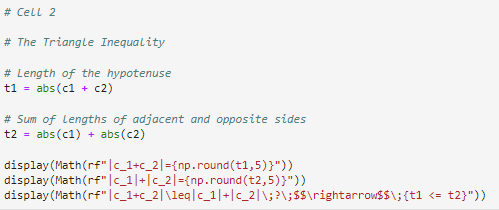 # Cell 2
# The Triangle Inequality
# Length of the hypotenuse
t1 = abs(c1 + c2)
# Sum of lengths of adjacent and opposite sides
t2 = abs(c1) + abs(c2)
display(Math(rf"|c_1+c_2|={np.round(t1,5)}"))
display(Math(rf"|c_1|+|c_2|={np.round(t2,5)}"))
display(Math(rf"|c_1+c_2|\leq|c_1|+|c_2|\;?\;$$\rightarrow$$\;{t1 <= t2}"))